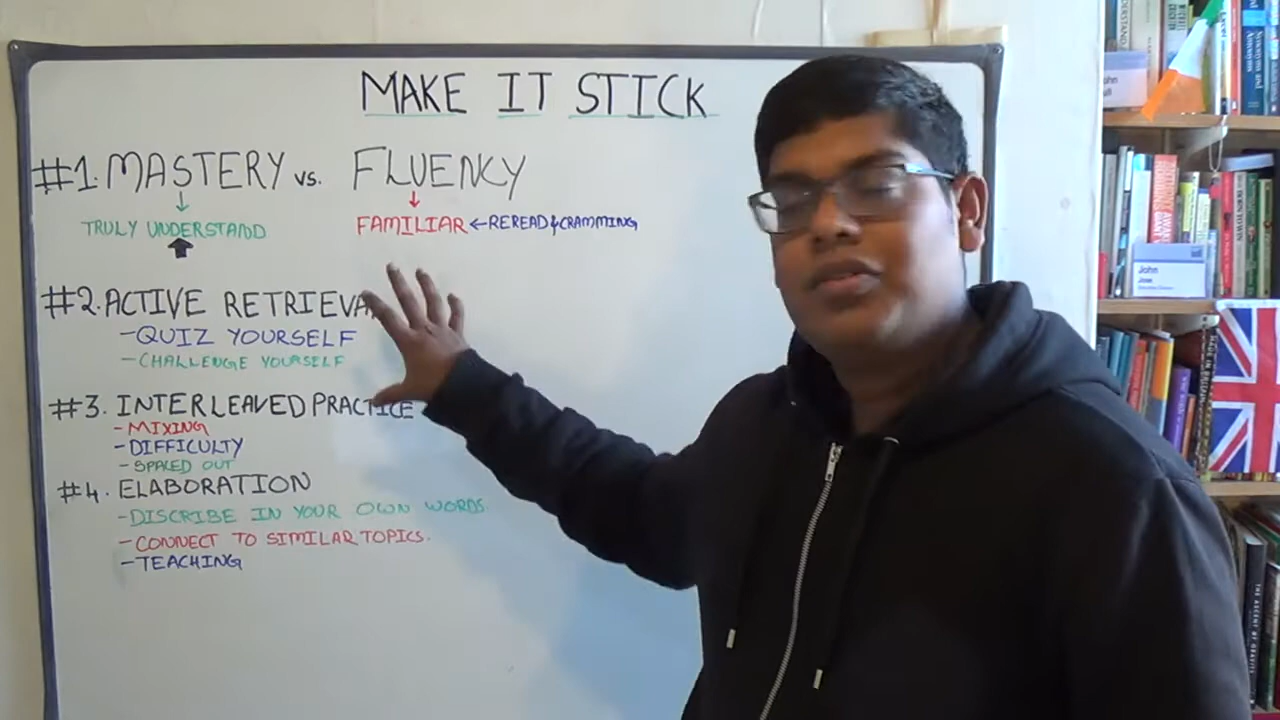 MAKE IT STICK
#1. MASTERY vs. FLUENCY
TRULY UNDERSTAND
FAMILIAR ← REREAD & CRAMMING
#2. ACTIVE RETRIEVA
- QUIZ YOURSELF
- CHALLENGE YOURSELF
#3. INTERLEAVED PRACTICE
- MIXING
- DIFFICULTY
- SPACED OUT
#4. ELABORATION
- DISCRIBE IN YOUR OWN WORDS
- CONNECT TO SIMILAR TOPICS.
- TEACHING
John
John